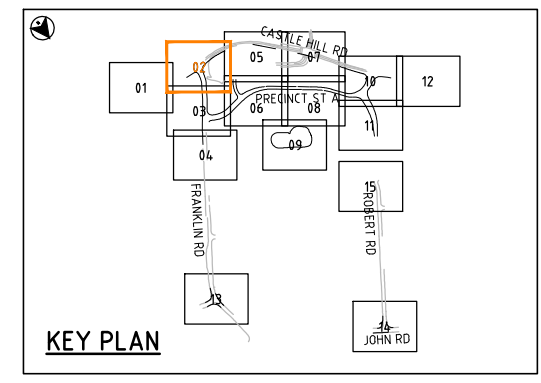 CASTLE HILL RD
02
05
07
01
10
12
PRECINCT ST A
03
06
08
11
04
09
15
FRANKLIN RD
ROBERT RD
13
14
JOHN RD
KEY PLAN